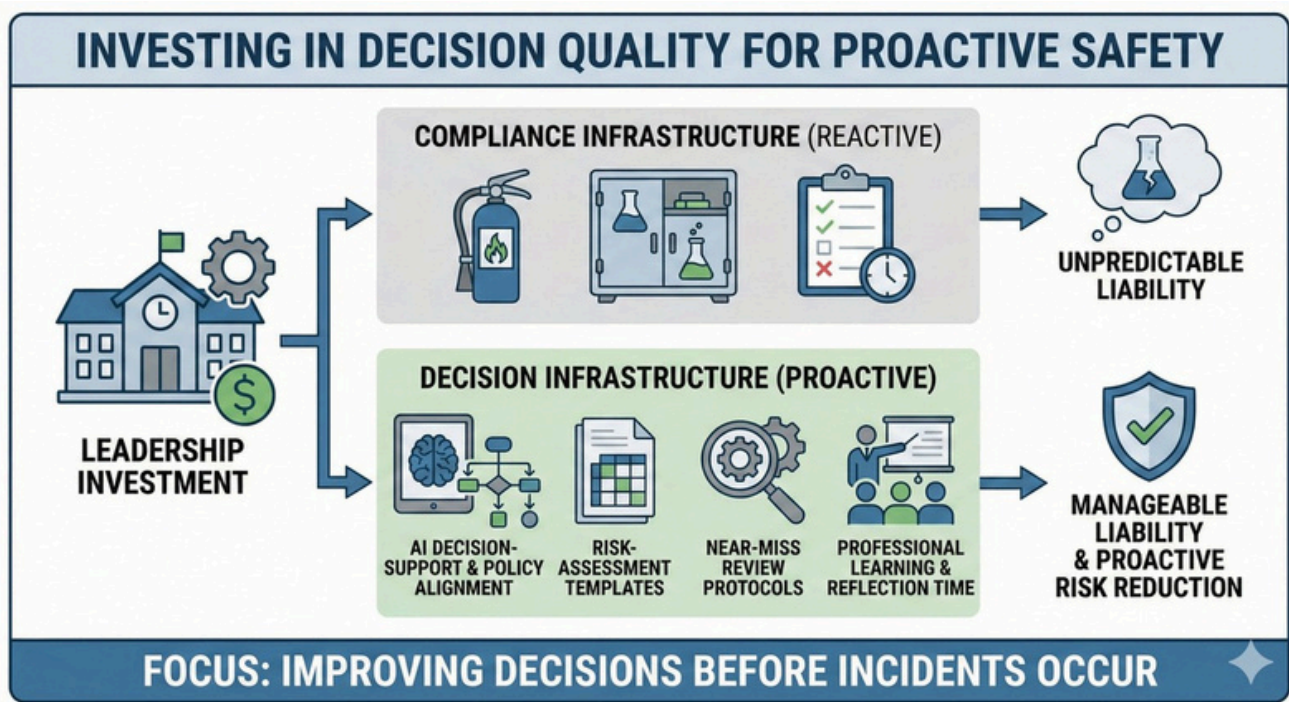 INVESTING IN DECISION QUALITY FOR PROACTIVE SAFETY
COMPLIANCE INFRASTRUCTURE (REACTIVE)
UNPREDICTABLE
LIABILITY
LEADERSHIP
INVESTMENT
$
DECISION INFRASTRUCTURE (PROACTIVE)
AI DECISION-
SUPPORT & POLICY
ALIGNMENT
RISK-
ASSESSMENT
TEMPLATES
NEAR-MISS
REVIEW
PROTOCOLS
PROFESSIONAL
LEARNING &
REFLECTION TIME
MANAGEABLE
LIABILITY
& PROACTIVE
RISK REDUCTION
FOCUS: IMPROVING DECISIONS BEFORE INCIDENTS OCCUR